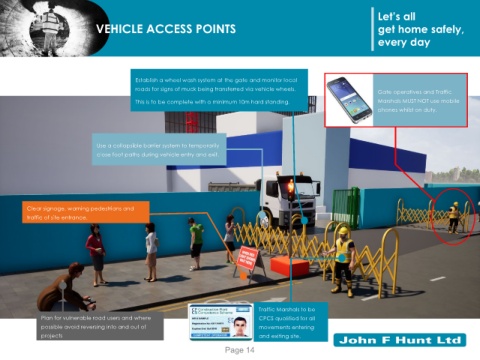 VEHICLE ACCESS POINTS
Let's all
get home safely,
every day
Establish a wheel wash system at the gate and monitor local
roads for signs of muck being transferred via vehicle wheels.
This is to be complete with a minimum 10m hard standing.
Gate operatives and Traffic
Marshals MUST NOT use mobile
phones whilst on duty.
Use a collapsible barrier system to temporarily
close foot paths during vehicle entry and exit.
Clear signage, warning pedestrians and
traffic of site entrance.
Plan for vulnerable road users and where
possible avoid reversing into and out of
projects
Traffic Marshals to be
CPCS qualified for all
movements entering
and exiting site.
John F Hunt Ltd
Page 14